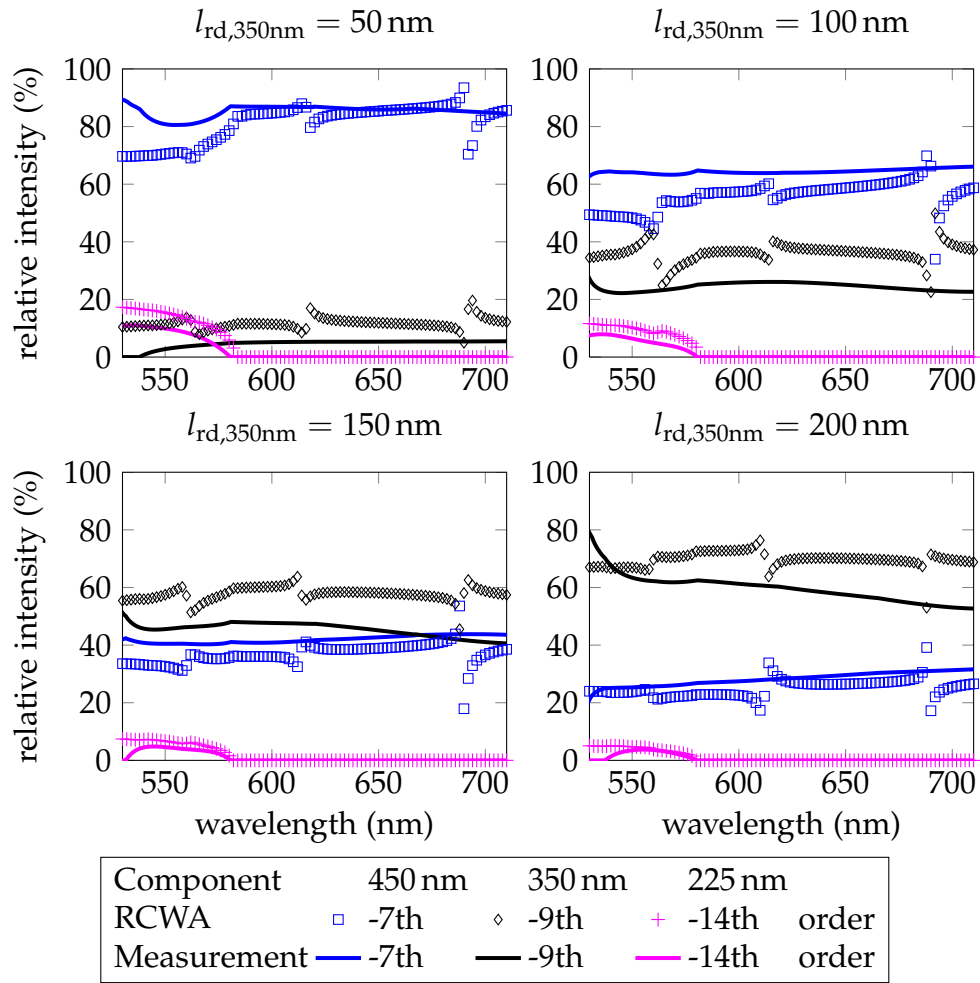 l_rd,350nm = 50 nm
l_rd,350nm = 100 nm
relative intensity (%)
100
80
60
40
20
0
550 600 650 700
100
80
60
40
20
0
550 600 650 700
l_rd,350nm = 150 nm
l_rd,350nm = 200 nm
relative intensity (%)
100
80
60
40
20
0
550 600 650 700
wavelength (nm)
100
80
60
40
20
0
550 600 650 700
wavelength (nm)
Component 450 nm 350 nm 225 nm
RCWA -7th -9th -14th order
Measurement -7th -9th -14th order